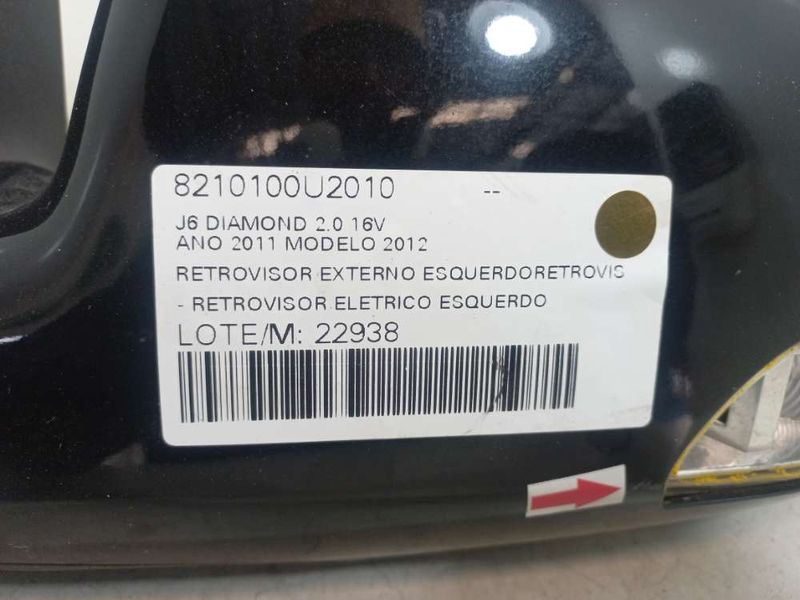 8210100U2010 --
J6 DIAMOND 2.0 16V
ANO 2011 MODELO 2012
RETROVISOR EXTERNO ESQUERDORETROVIS
- RETROVISOR ELETRICO ESQUERDO
LOTE/M: 22938